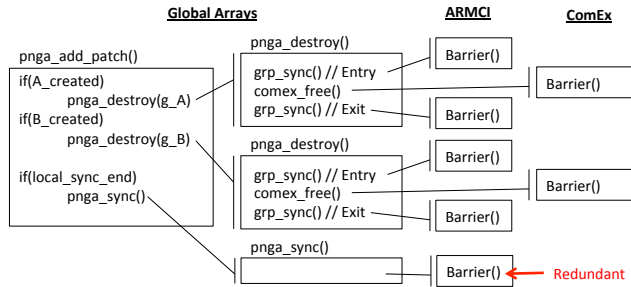 Global Arrays
ARMCI
ComEx
pnga_add_patch()
if(A_created)
pnga_destroy(g_A)
if(B_created)
pnga_destroy(g_B)
if(local_sync_end)
pnga_sync()
pnga_destroy()
grp_sync() // Entry
comex_free()
grp_sync() // Exit
pnga_destroy()
grp_sync() // Entry
comex_free()
grp_sync() // Exit
pnga_sync()
Barrier()
Barrier()
Barrier()
Barrier()
Barrier()
Redundant
Barrier()
Barrier()